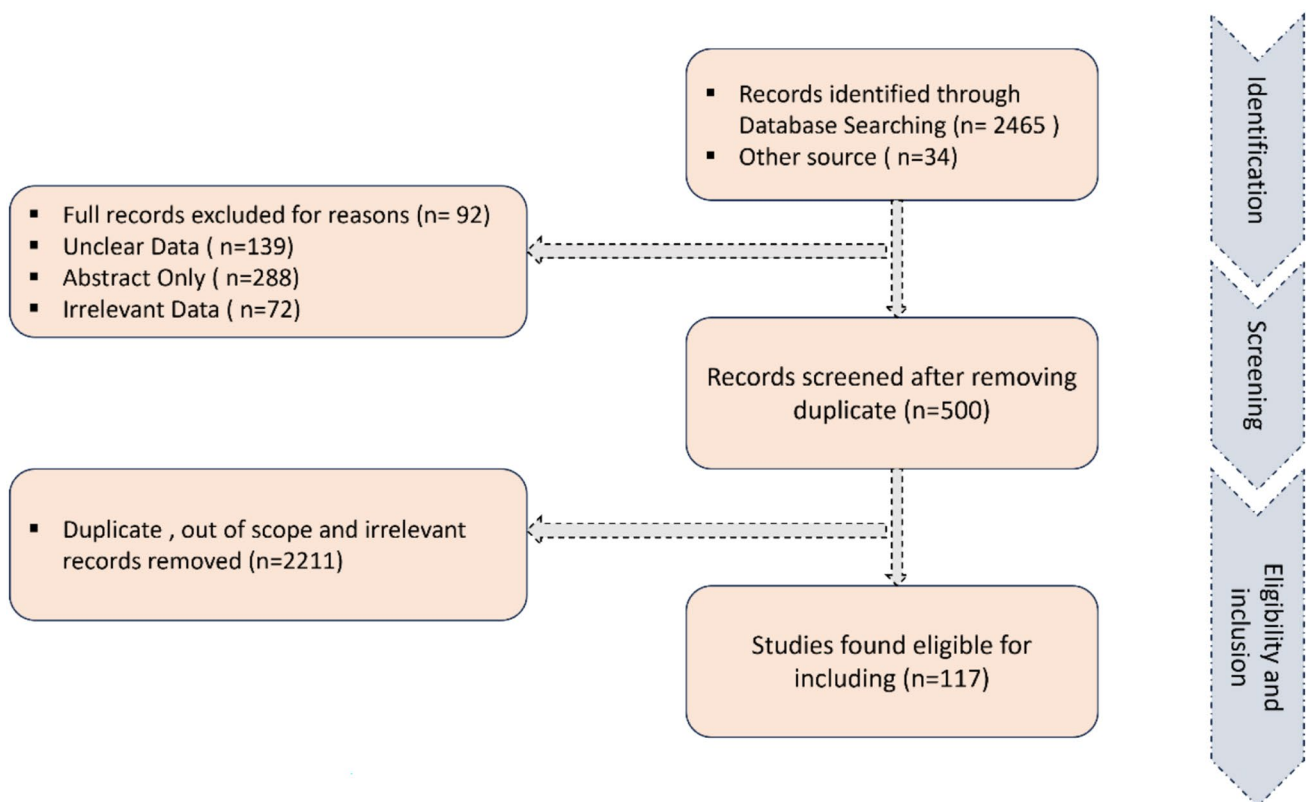 ▪ Records identified through
Database Searching (n= 2465 )
▪ Other source ( n=34)
▪ Full records excluded for reasons (n= 92)
▪ Unclear Data ( n=139)
▪ Abstract Only ( n=288)
▪ Irrelevant Data ( n=72)
Records screened after removing
duplicate (n=500)
▪ Duplicate , out of scope and irrelevant
records removed (n=2211)
Studies found eligible for
including (n=117)
Identification
Screening
Eligibility and
inclusion